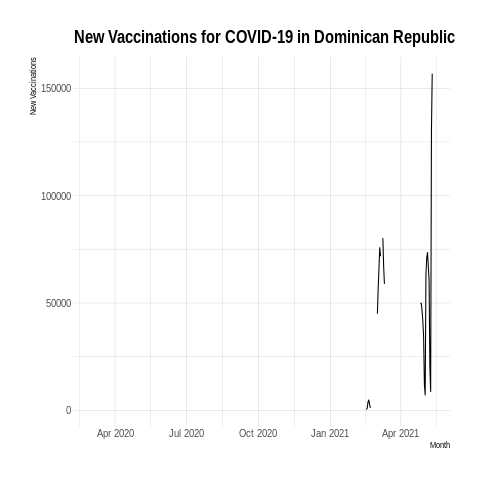 New Vaccinations for COVID-19 in Dominican Republic
New Vaccinations
150000
100000
50000
0
Apr 2020 Jul 2020 Oct 2020 Jan 2021 Apr 2021
Month